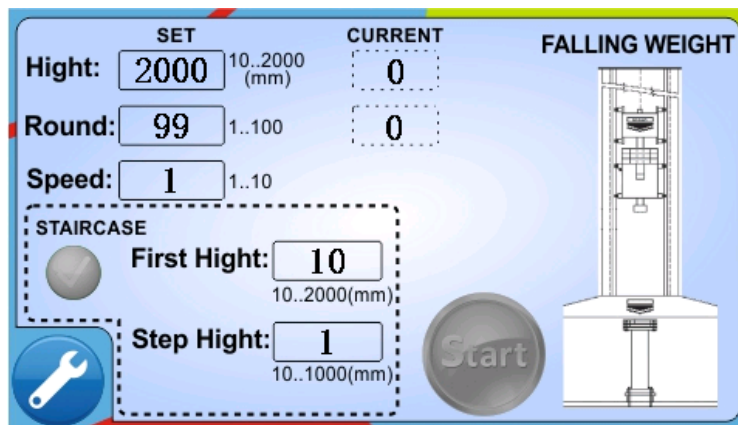 SET CURRENT FALLING WEIGHT
Hight: 2000 10..2000 (mm) 0
Round: 99 1..100 0
Speed: 1 1..10
STAIRCASE
First Hight: 10
10..2000(mm)
Step Hight: 1
10..1000(mm)
Start